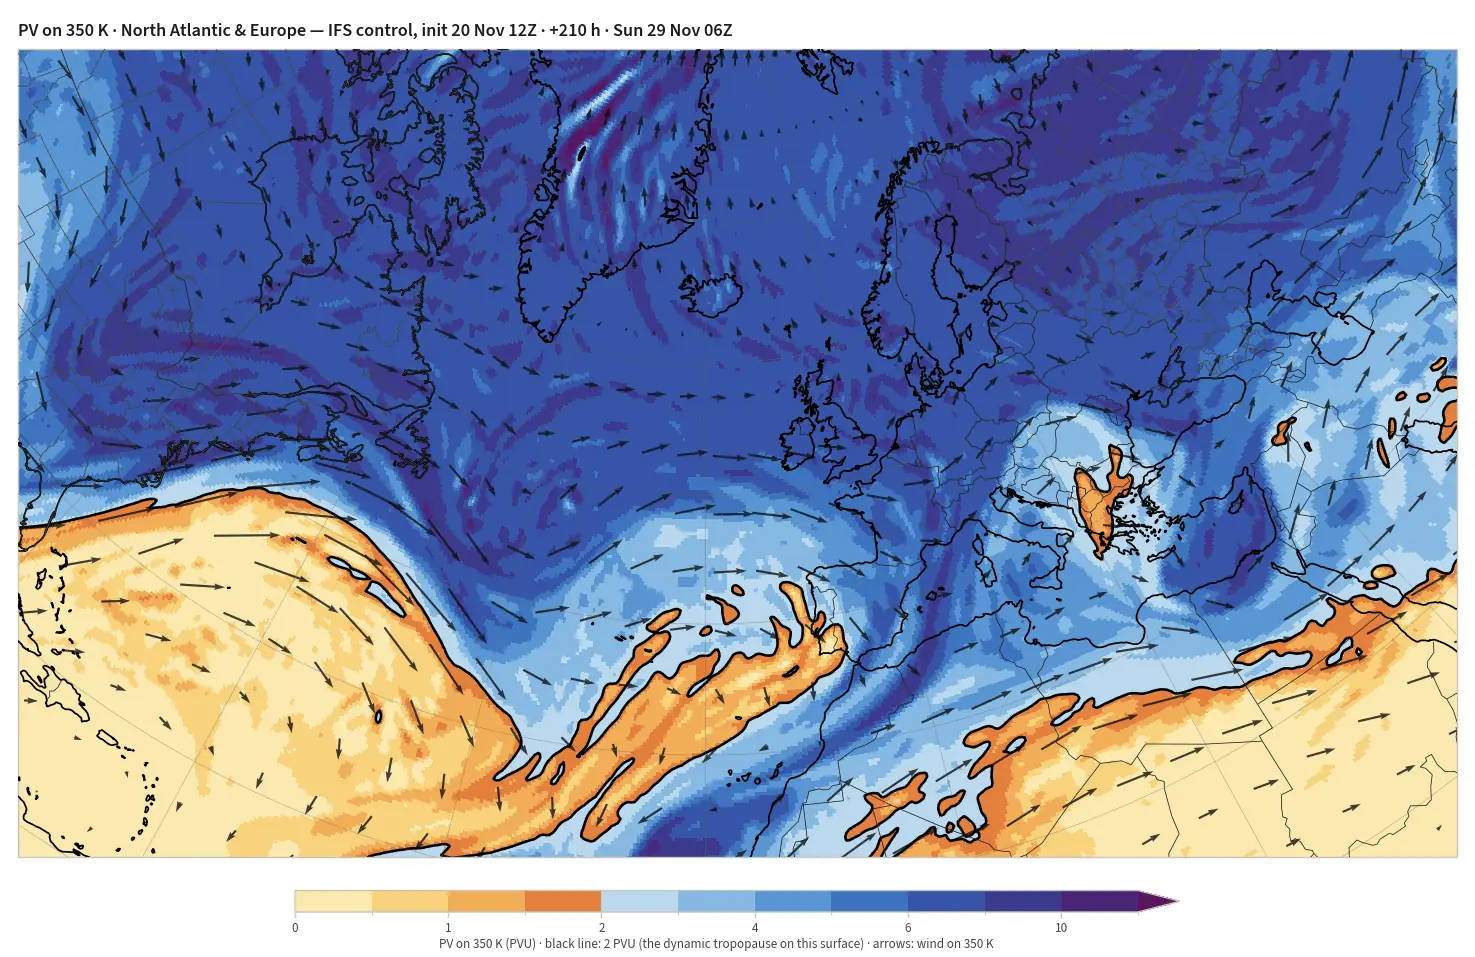 PV on 350 K · North Atlantic & Europe — IFS control, init 20 Nov 12Z · +210 h · Sun 29 Nov 06Z
0 1 2 4 6 10
PV on 350 K (PVU) · black line: 2 PVU (the dynamic tropopause on this surface) · arrows: wind on 350 K